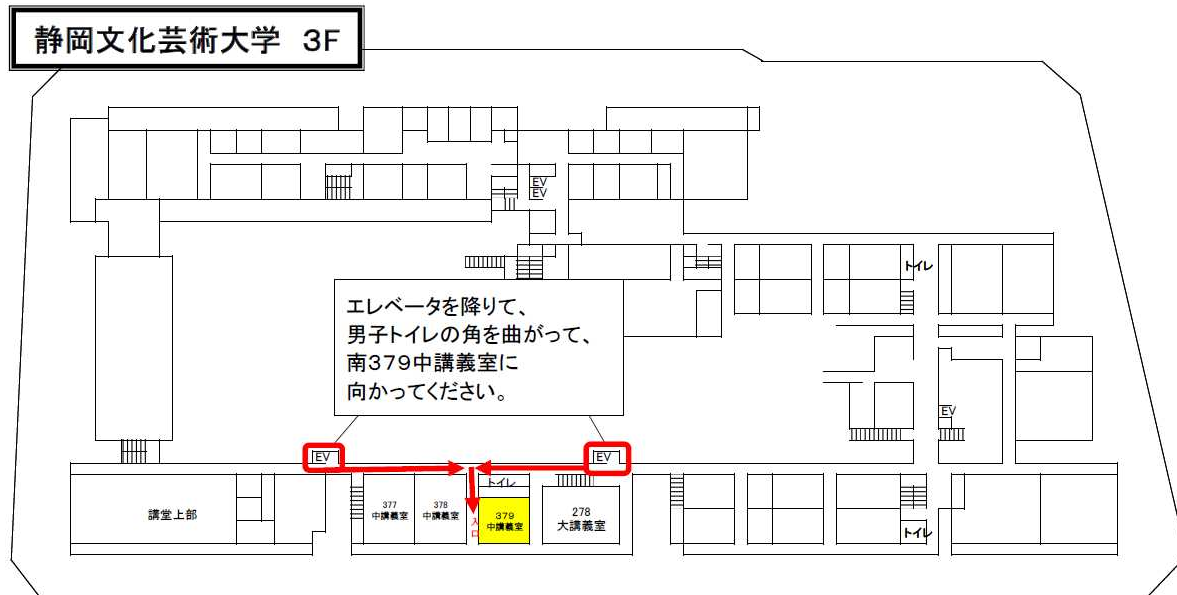 静岡文化芸術大学 3F
EV
EV
トイレ
エレベータを降りて、
男子トイレの角を曲がって、
南379中講義室に
向かってください。
EV
EV
EV
講堂上部
377
中講義室
378
中講義室
入口
トイレ
379
中講義室
278
大講義室
トイレ